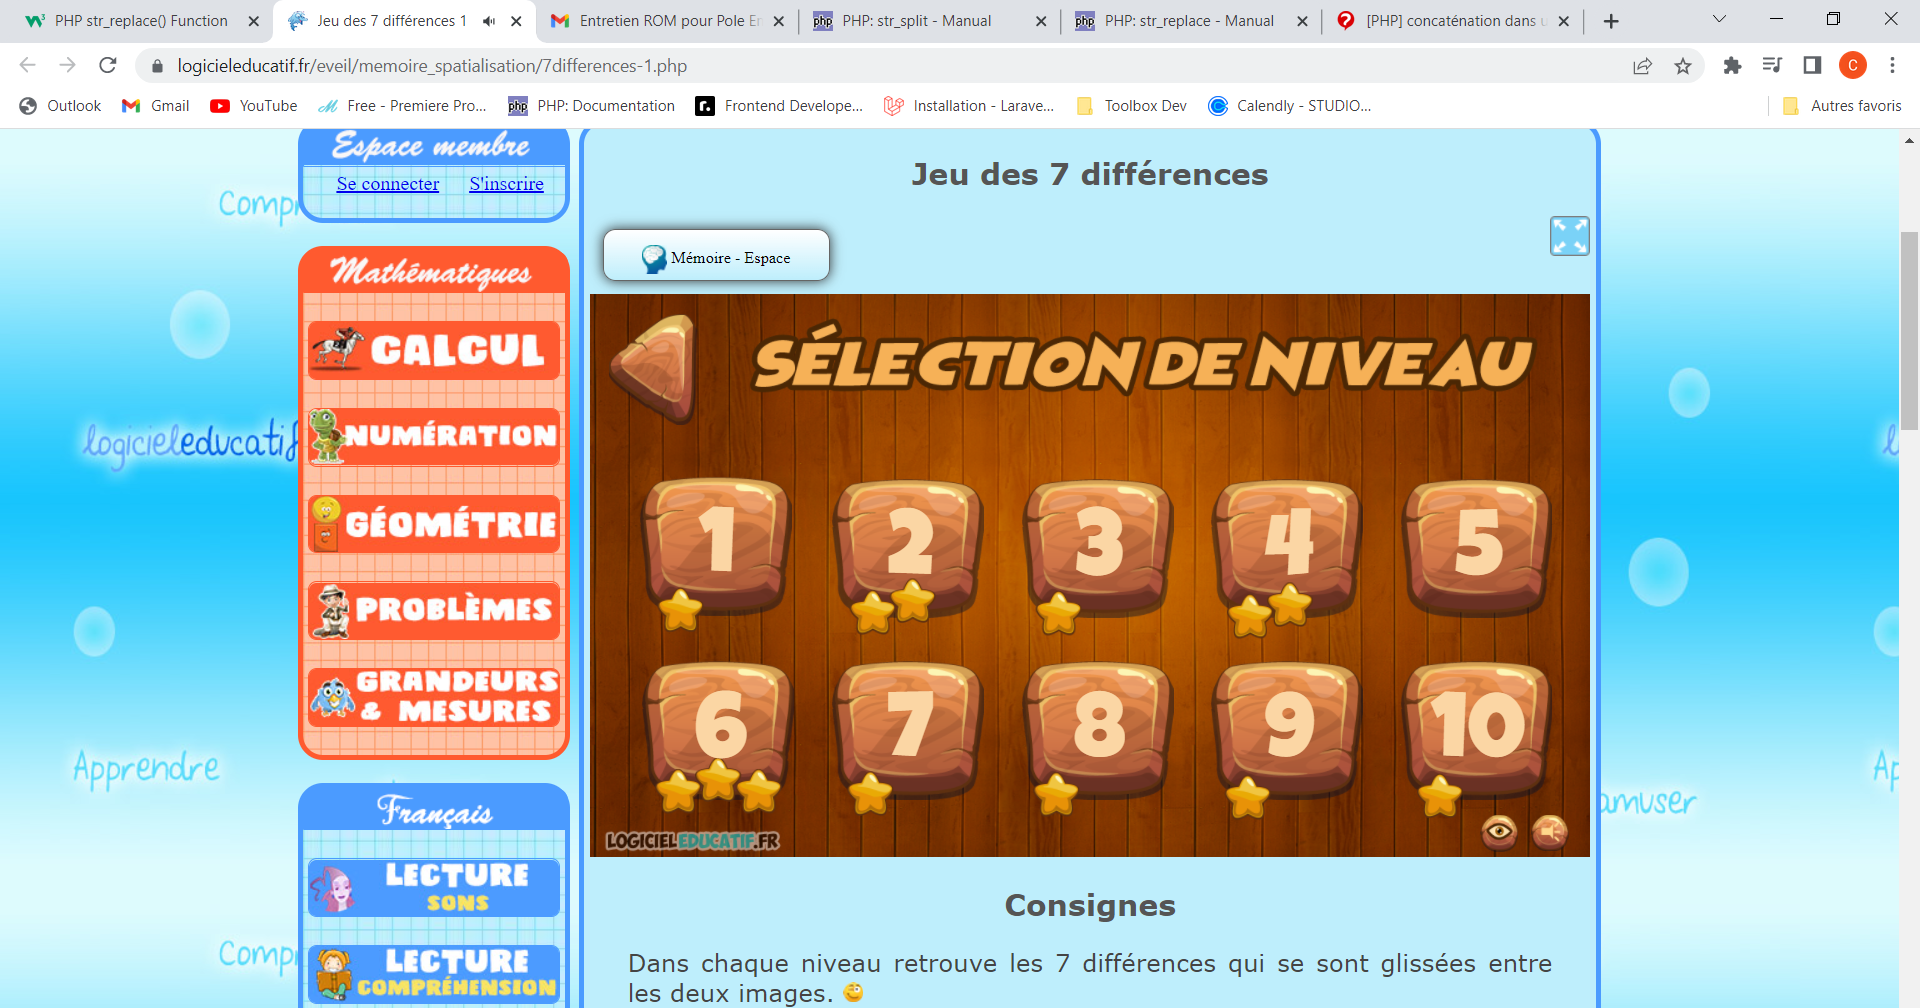 PHP str_replace() Function
Jeu des 7 différences 1
Entretien ROM pour Pole En
PHP: str_split - Manual
PHP: str_replace - Manual
[PHP] concaténation dans u
logicieleducatif.fr/eveil/memoire_spatialisation/7differences-1.php
C
Outlook
Gmail
YouTube
Free - Premiere Pro...
PHP: Documentation
Frontend Develope...
Installation - Larave...
Toolbox Dev
Calendly - STUDIO...
Autres favoris
Espace membre
Se connecter S'inscrire
Mathématiques
CALCUL
NUMÉRATION
GÉOMÉTRIE
PROBLÈMES
GRANDEURS
& MESURES
Français
LECTURE
SONS
LECTURE
COMPRÉHENSION
Compr
logicieleducatif
Apprendre
Comp
Jeu des 7 différences
Mémoire - Espace
SÉLECTION DE NIVEAU
1 2 3 4 5
6 7 8 9 10
LOGICIELEDUCATIF.FR
Consignes
Dans chaque niveau retrouve les 7 différences qui se sont glissées entre
les deux images.
l
Ap
amuser